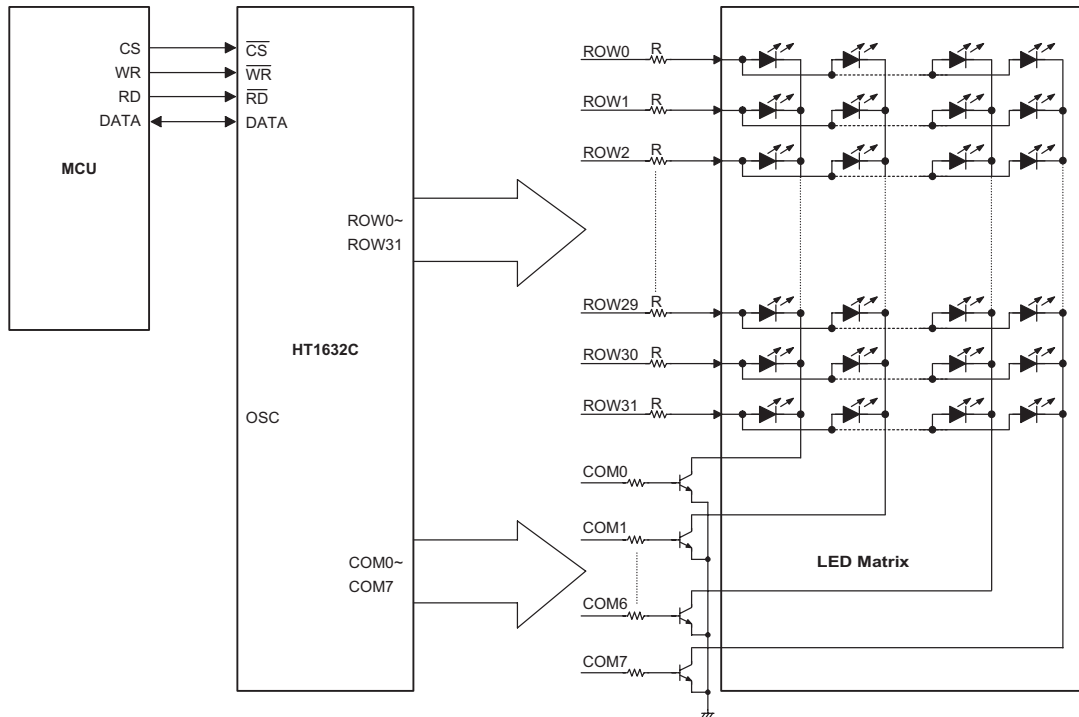 MCU
CS
WR
RD
DATA
HT1632C
CS
WR
RD
DATA
OSC
ROW0~
ROW31
COM0~
COM7
ROW0 R
ROW1 R
ROW2 R
ROW29 R
ROW30 R
ROW31 R
COM0
COM1
COM6
COM7
LED Matrix